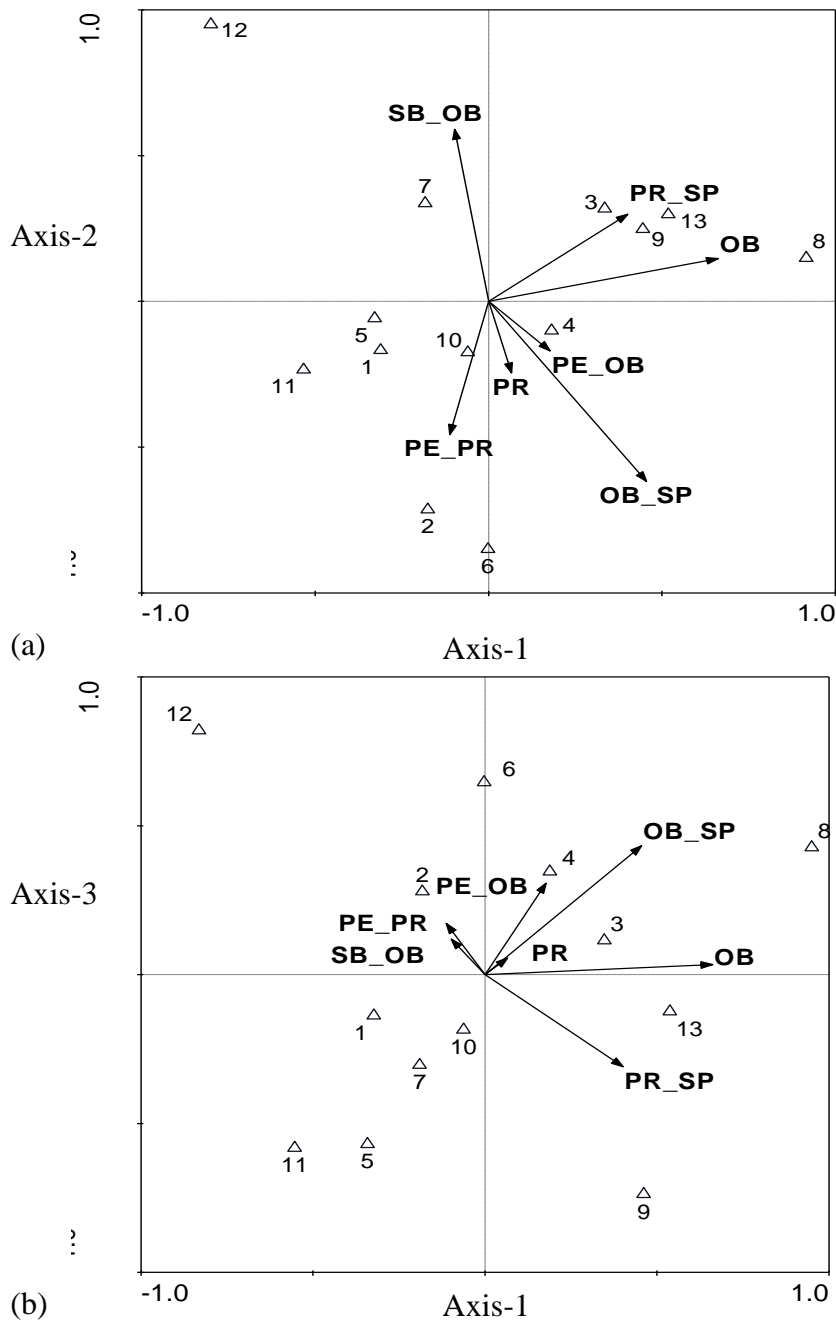 1.0
12
SB_OB
7
3
PR_SP
13
9
8
OB
Axis-2
5
10
4
1
11
PR
PE_OB
PE_PR
OB_SP
2
6
-1.0
1.0
(a)
Axis-1
1.0
12
6
OB_SP
8
4
2
PE_OB
Axis-3
PE_PR
3
SB_OB
PR
OB
1
10
13
7
PR_SP
11
5
9
-1.0
1.0
(b)
Axis-1